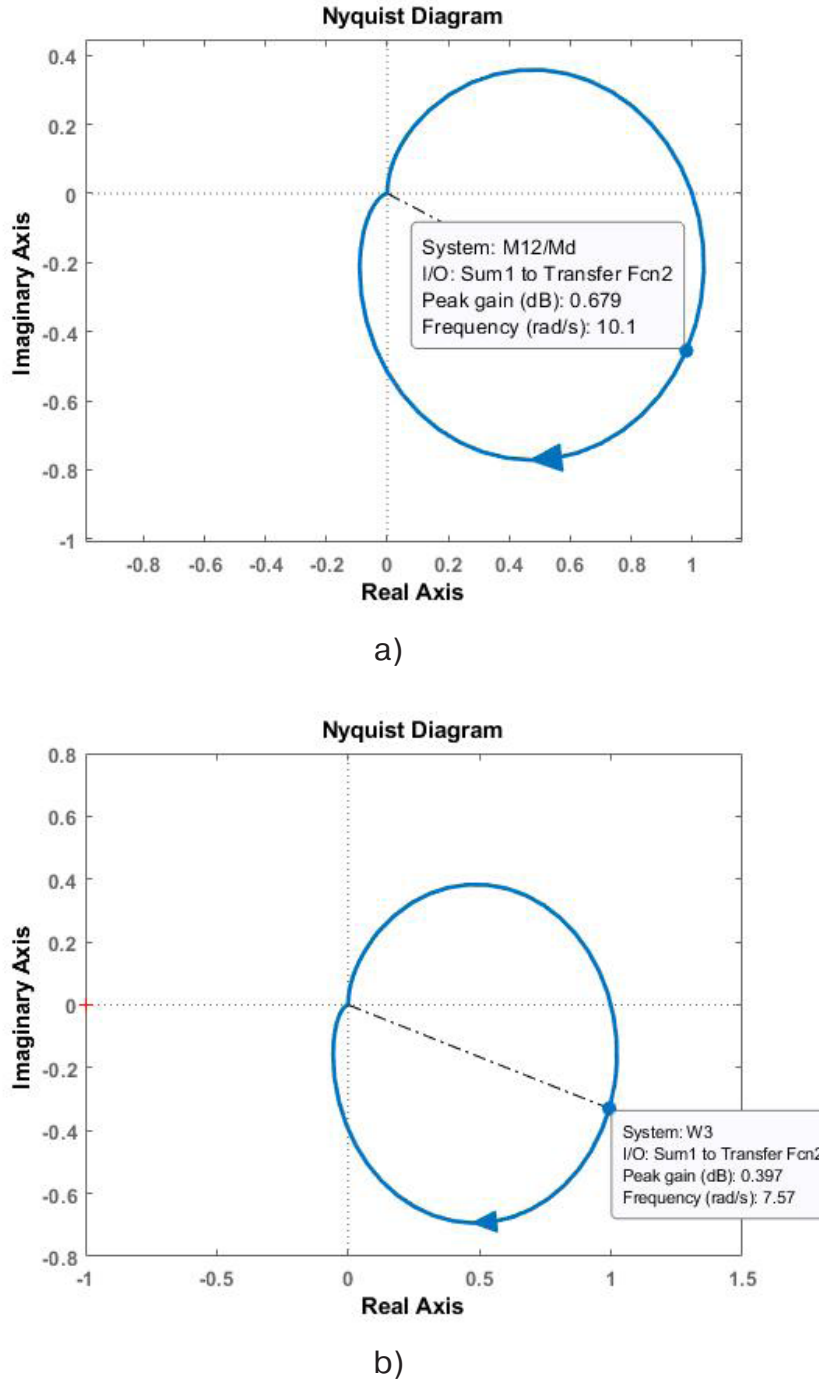 Nyquist Diagram
0.4
0.2
0
-0.2
-0.4
-0.6
-0.8
-1
Imaginary Axis
System: M12/Md
I/O: Sum1 to Transfer Fcn2
Peak gain (dB): 0.679
Frequency (rad/s): 10.1
-0.8 -0.6 -0.4 -0.2 0 0.2 0.4 0.6 0.8 1
Real Axis
a)
Nyquist Diagram
0.8
0.6
0.4
0.2
0
-0.2
-0.4
-0.6
-0.8
Imaginary Axis
System: W3
I/O: Sum1 to Transfer Fcn2
Peak gain (dB): 0.397
Frequency (rad/s): 7.57
-1 -0.5 0 0.5 1 1.5
Real Axis
b)